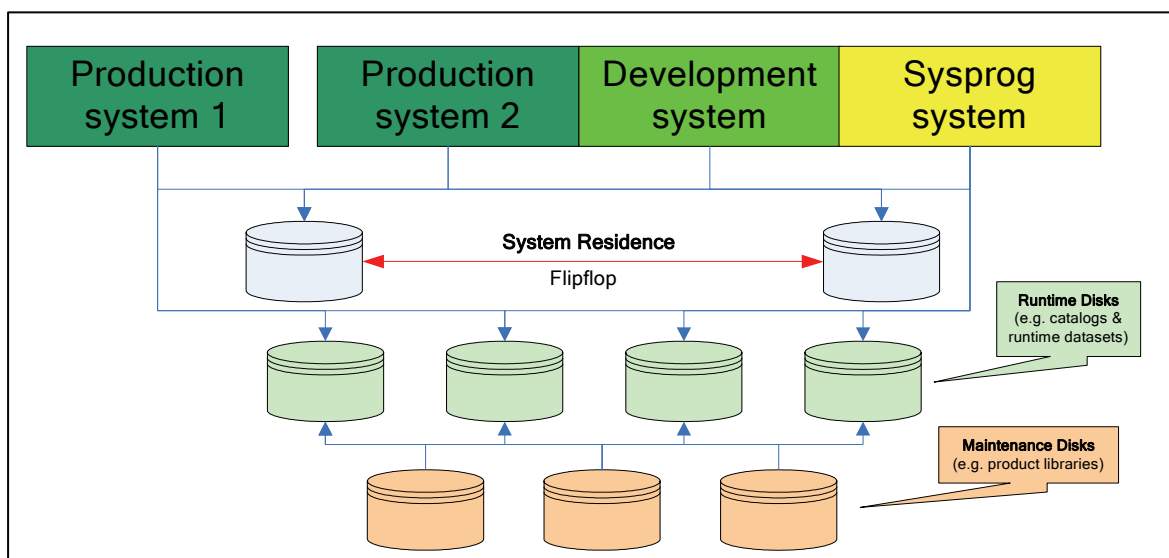 Production
system 1
Production
system 2
Development
system
Sysprog
system
System Residence
Flipflop
Runtime Disks
(e.g. catalogs &
runtime datasets)
Maintenance Disks
(e.g. product libraries)